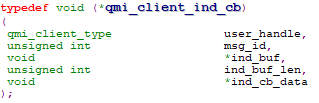 typedef void (*qmi_client_ind_cb)
(
qmi_client_type user_handle,
unsigned int msg_id,
void *ind_buf,
unsigned int ind_buf_len,
void *ind_cb_data
);